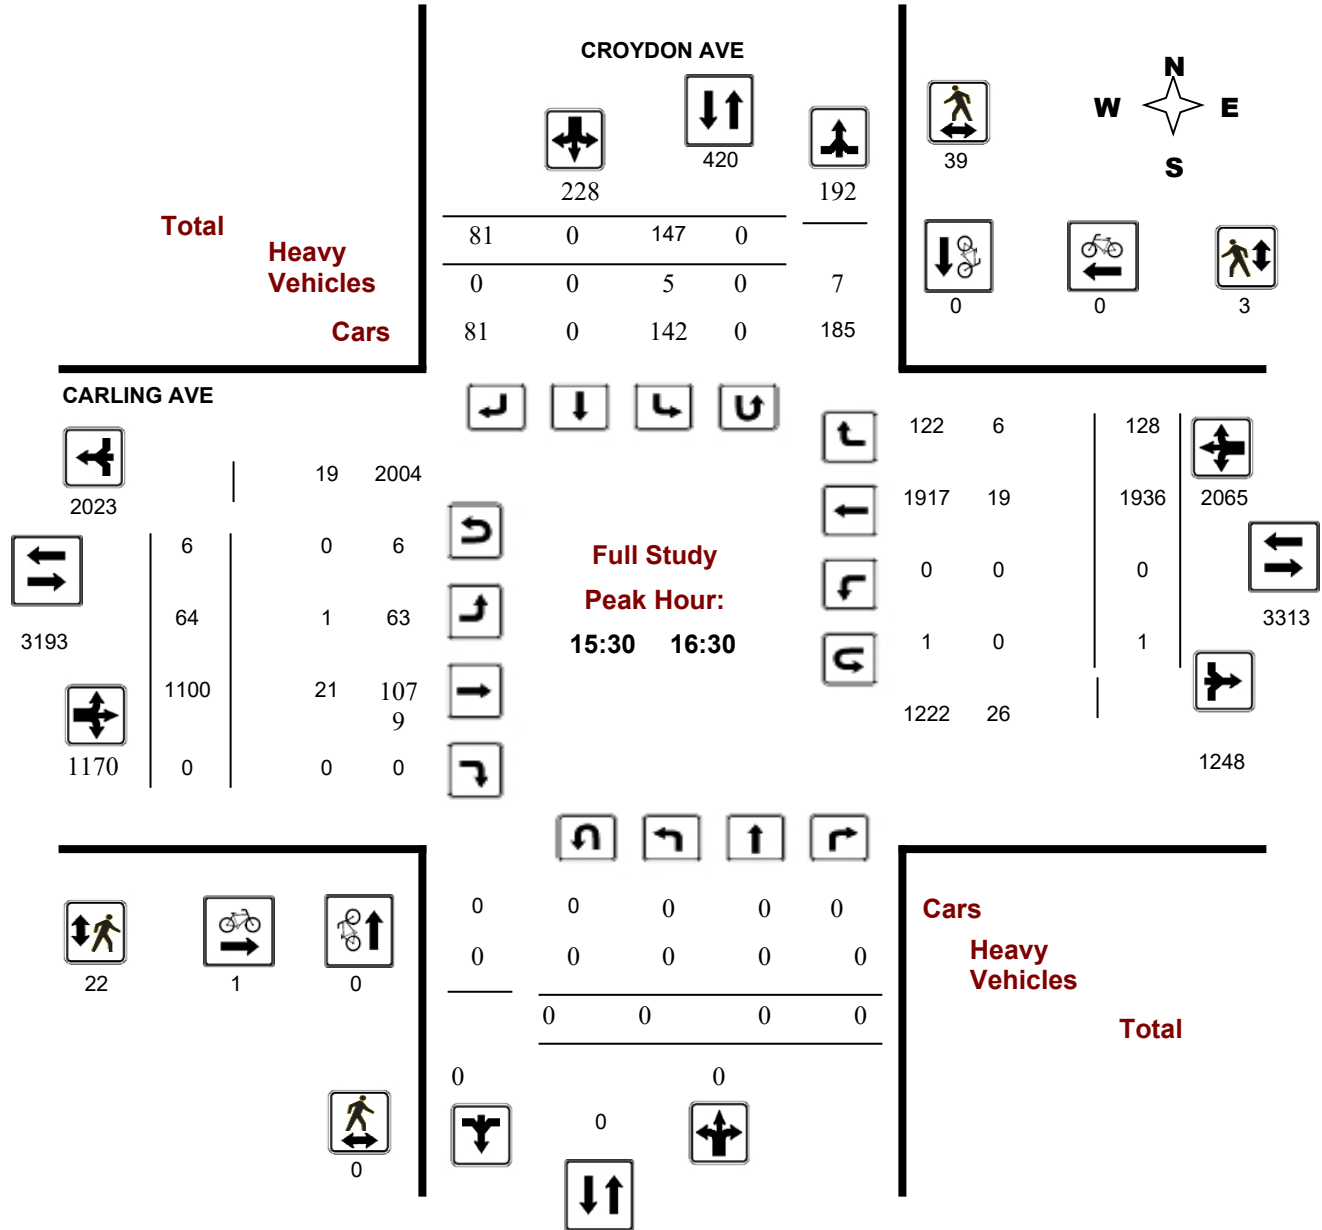 CROYDON AVE
N
W E
S
420
39
228
192
Total
81 0 147 0
Heavy
Vehicles
0 0 5 0 7
0 0 3
Cars
81 0 142 0 185
CARLING AVE
122 6 128
19 2004
2023
1917 19 1936 2065
6 0 6
Full Study
0 0 0
Peak Hour:
64 1 63
3313
3193
15:30 16:30
1 0 1
1100 21 107
9
1222 26
1170 0 0 0
1248
0 0 0 0 0
Cars
0 0 0 0 0
Heavy
Vehicles
22 1 0
0 0 0 0
Total
0 0
0
0